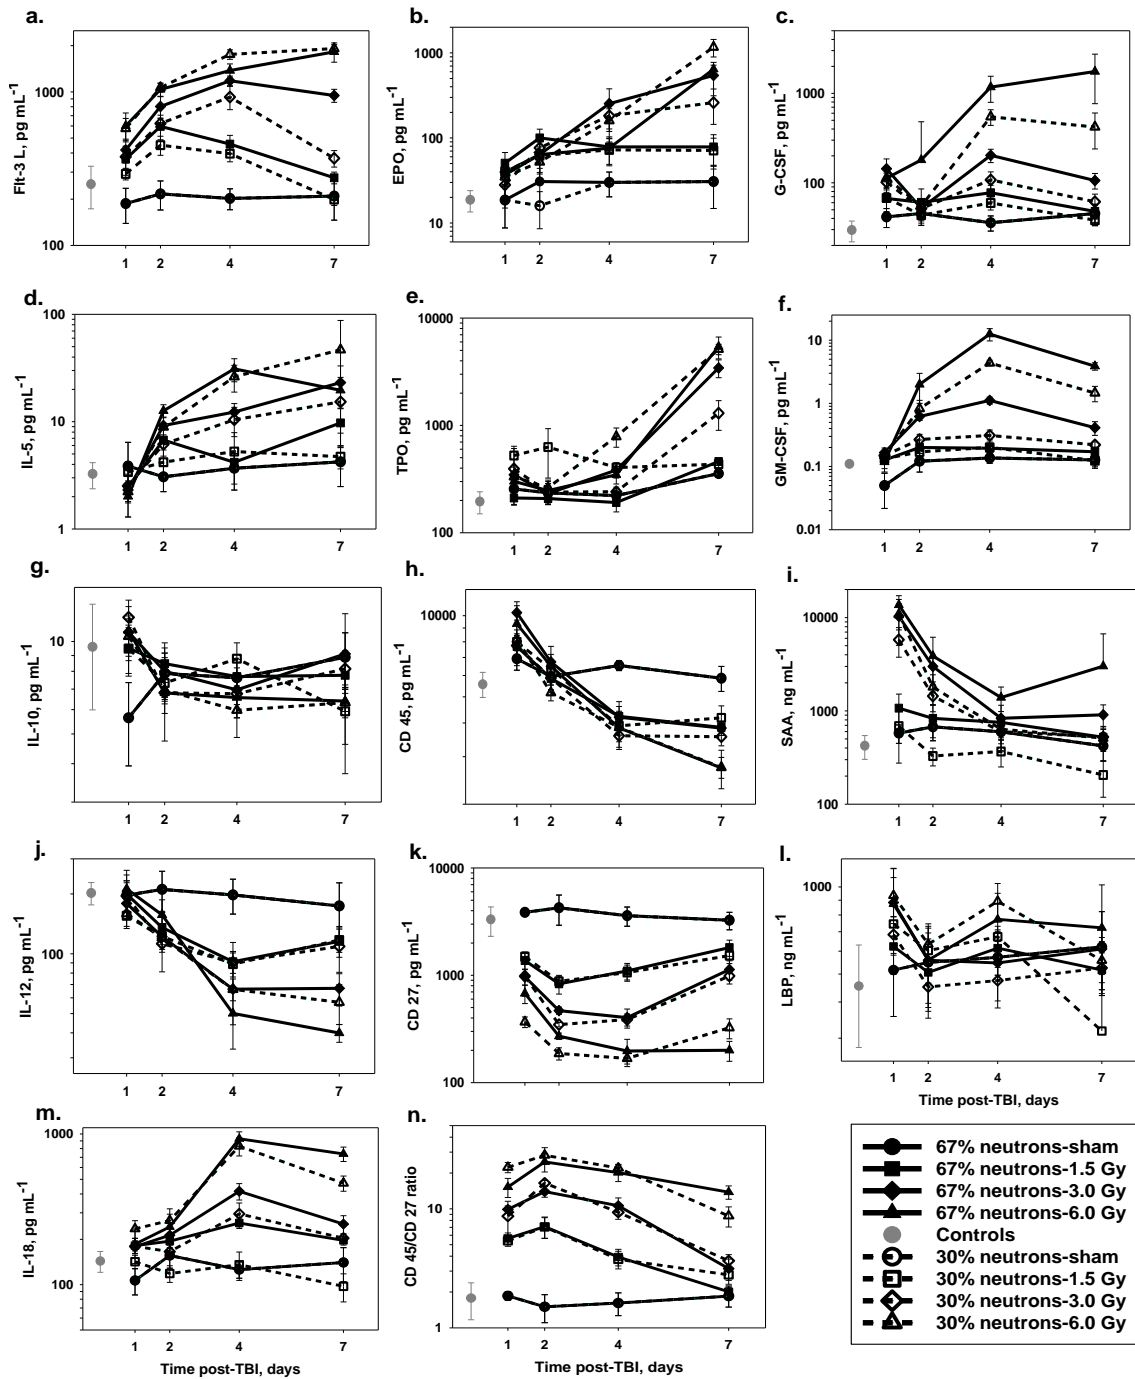 a.
b.
c.
Flt-3 L, pg mL-1
1000
100
1
2
4
7
EPO, pg mL-1
1000
100
10
1
2
4
7
G-CSF, pg mL-1
1000
100
1
2
4
7
d.
e.
f.
IL-5, pg mL-1
100
10
1
1
2
4
7
TPO, pg mL-1
10000
1000
100
1
2
4
7
GM-CSF, pg mL-1
10
1
0.1
0.01
1
2
4
7
g.
h.
i.
IL-10, pg mL-1
10
1
2
4
7
CD 45, pg mL-1
10000
1
2
4
7
SAA, ng mL-1
10000
1000
100
1
2
4
7
j.
k.
l.
IL-12, pg mL-1
100
1
2
4
7
CD 27, pg mL-1
10000
1000
100
1
2
4
7
LBP, ng mL-1
1000
1
2
4
7
Time post-TBI, days
m.
n.
IL-18, pg mL-1
1000
100
1
2
4
7
Time post-TBI, days
CD 45/CD 27 ratio
10
1
1
2
4
7
Time post-TBI, days
67% neutrons-sham
67% neutrons-1.5 Gy
67% neutrons-3.0 Gy
67% neutrons-6.0 Gy
Controls
30% neutrons-sham
30% neutrons-1.5 Gy
30% neutrons-3.0 Gy
30% neutrons-6.0 Gy